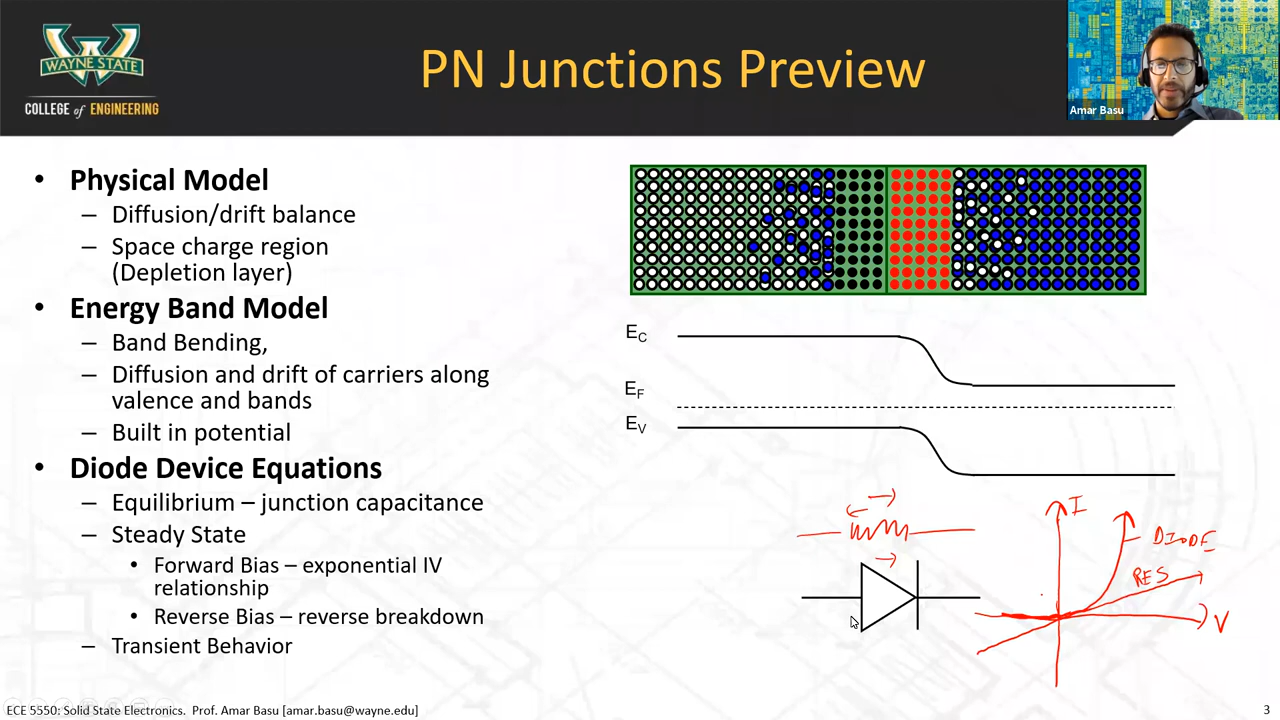 WAYNE STATE
COLLEGE of ENGINEERING
PN Junctions Preview
Amar Basu
• Physical Model
– Diffusion/drift balance
– Space charge region
(Depletion layer)
• Energy Band Model
– Band Bending,
– Diffusion and drift of carriers along
valence and bands
– Built in potential
• Diode Device Equations
– Equilibrium – junction capacitance
– Steady State
• Forward Bias – exponential IV
relationship
• Reverse Bias – reverse breakdown
– Transient Behavior
EC
EF
EV
I
DIODE
RES
V
ECE 5550: Solid State Electronics. Prof. Amar Basu [amar.basu@wayne.edu]
3